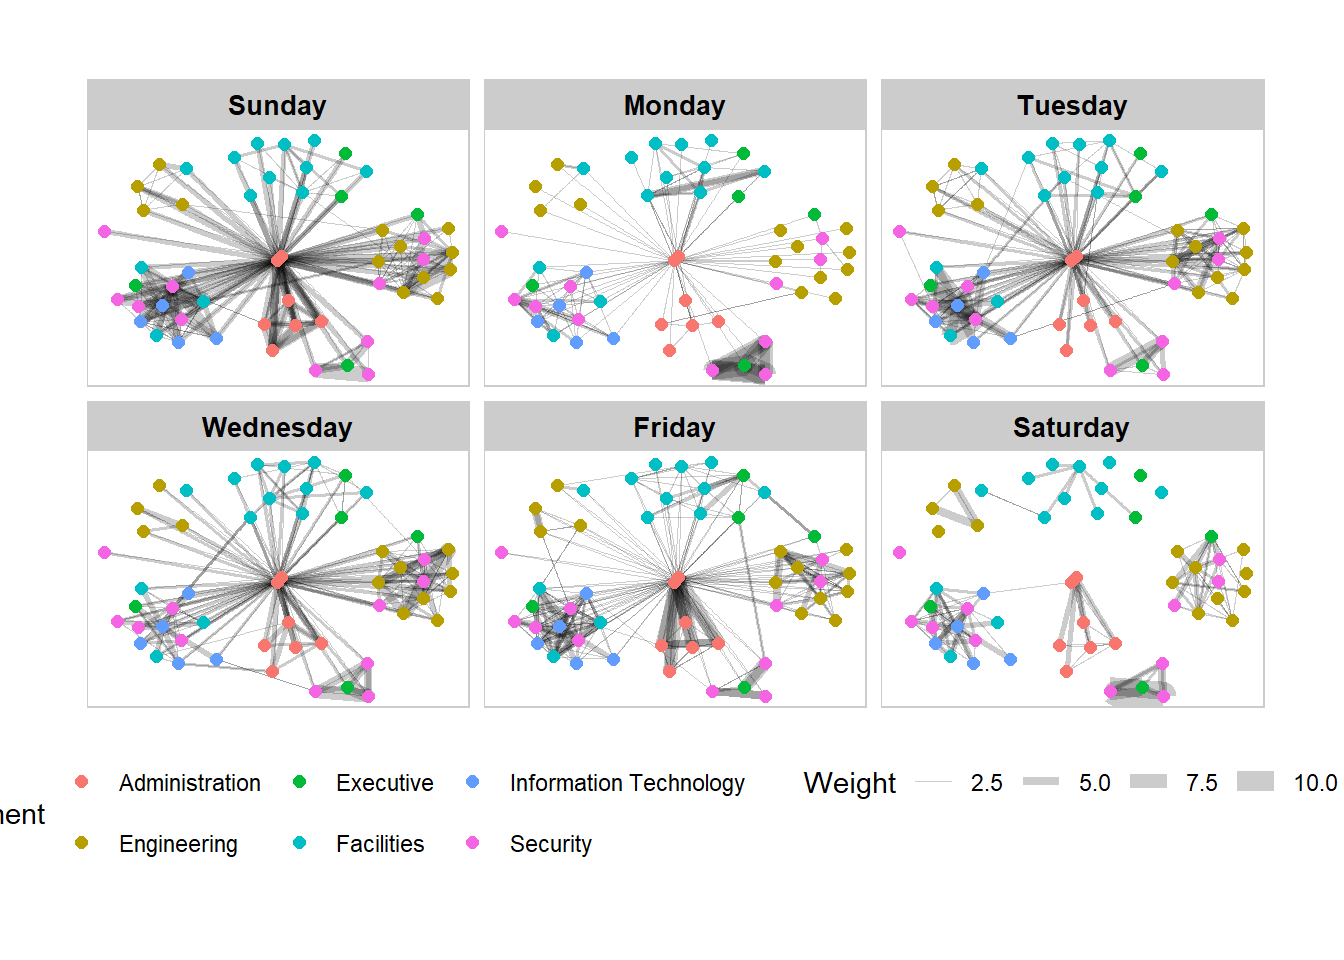 Sunday Monday Tuesday
Wednesday Friday Saturday
Administration Executive Information Technology Weight 2.5 5.0 7.5 10.0
Engineering Facilities Security